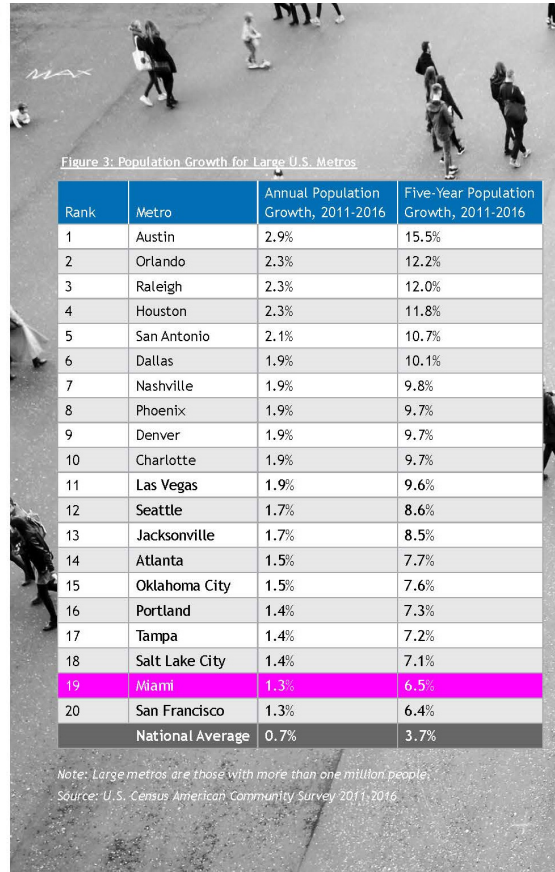 MAX
Figure 3: Population Growth for Large U.S. Metros
Rank Metro Annual Population Growth, 2011-2016 Five-Year Population Growth, 2011-2016
1 Austin 2.9% 15.5%
2 Orlando 2.3% 12.2%
3 Raleigh 2.3% 12.0%
4 Houston 2.3% 11.8%
5 San Antonio 2.1% 10.7%
6 Dallas 1.9% 10.1%
7 Nashville 1.9% 9.8%
8 Phoenix 1.9% 9.7%
9 Denver 1.9% 9.7%
10 Charlotte 1.9% 9.7%
11 Las Vegas 1.9% 9.6%
12 Seattle 1.7% 8.6%
13 Jacksonville 1.7% 8.5%
14 Atlanta 1.5% 7.7%
15 Oklahoma City 1.5% 7.6%
16 Portland 1.4% 7.3%
17 Tampa 1.4% 7.2%
18 Salt Lake City 1.4% 7.1%
19 Miami 1.3% 6.5%
20 San Francisco 1.3% 6.4%
National Average 0.7% 3.7%
Note: Large metros are those with more than one million people.
Source: U.S. Census American Community Survey 2011-2016